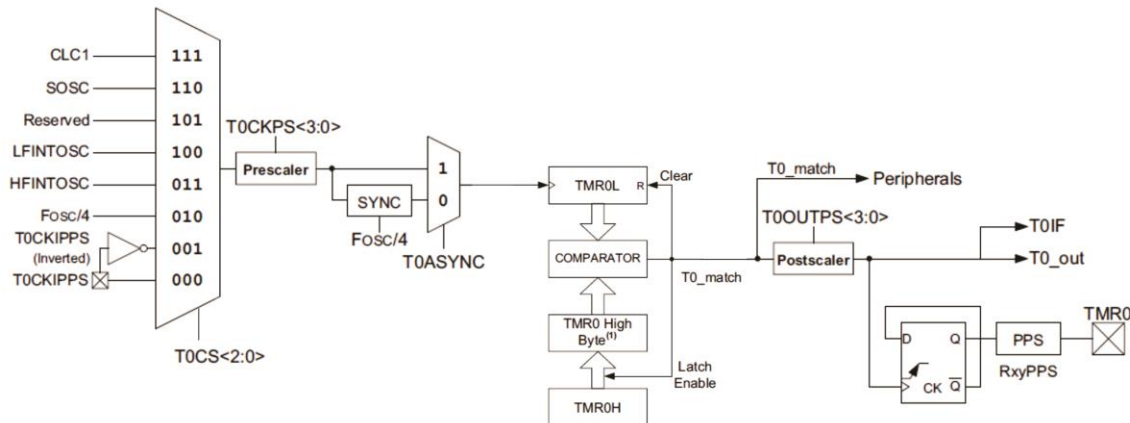 CLC1
111
SOSC
110
Reserved
101
LFINTOSC
100
HFINTOSC
011
FOSC/4
010
T0CKIPPS
(Inverted)
001
T0CKIPPS
000
T0CS<2:0>
T0CKPS<3:0>
Prescaler
SYNC
FOSC/4
1
0
T0ASYNC
TMR0L
R
Clear
COMPARATOR
T0_match
TMR0 High
Byte(1)
Latch
Enable
TMR0H
T0_match
Peripherals
T0OUTPS<3:0>
Postscaler
T0IF
T0_out
D
Q
CK
Q
PPS
RxyPPS
TMR0